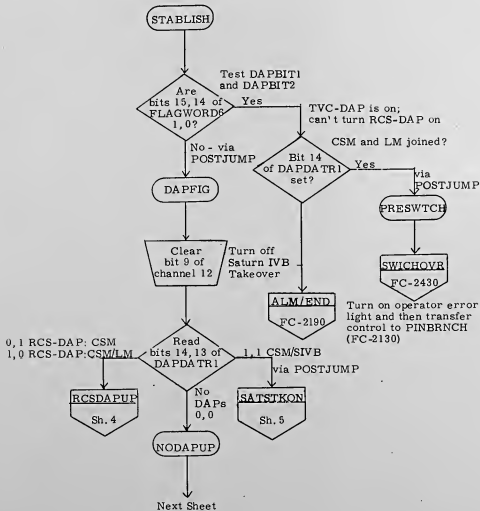 STABLISH
Test DAPBIT1
and DAPBIT2
Are
bits 15,14 of
FLAGWORD6
1,0?
Yes
TVC-DAP is on;
can't turn RCS-DAP on
No - via
POSTJUMP
CSM and LM joined?
Bit 14
of DAPDATR1
set?
Yes
via
POSTJUMP
DAPFIG
PRESWTCH
Clear
bit 9 of
channel 12
Turn off
Saturn IVB
Takeover
SWICHOVR
FC-2430
ALM/END
FC-2190
Turn on operator error
light and then transfer
control to PINBRNCH
(FC-2130)
0,1 RCS-DAP: CSM
1,0 RCS-DAP:CSM/LM
Read
bits 14,13 of
DAPDATR1
1,1 CSM/SIVB
via POSTJUMP
RCSDAPUP
Sh.4
No
DAPs
0,0
SATSTKON
Sh.5
NODAPUP
Next Sheet